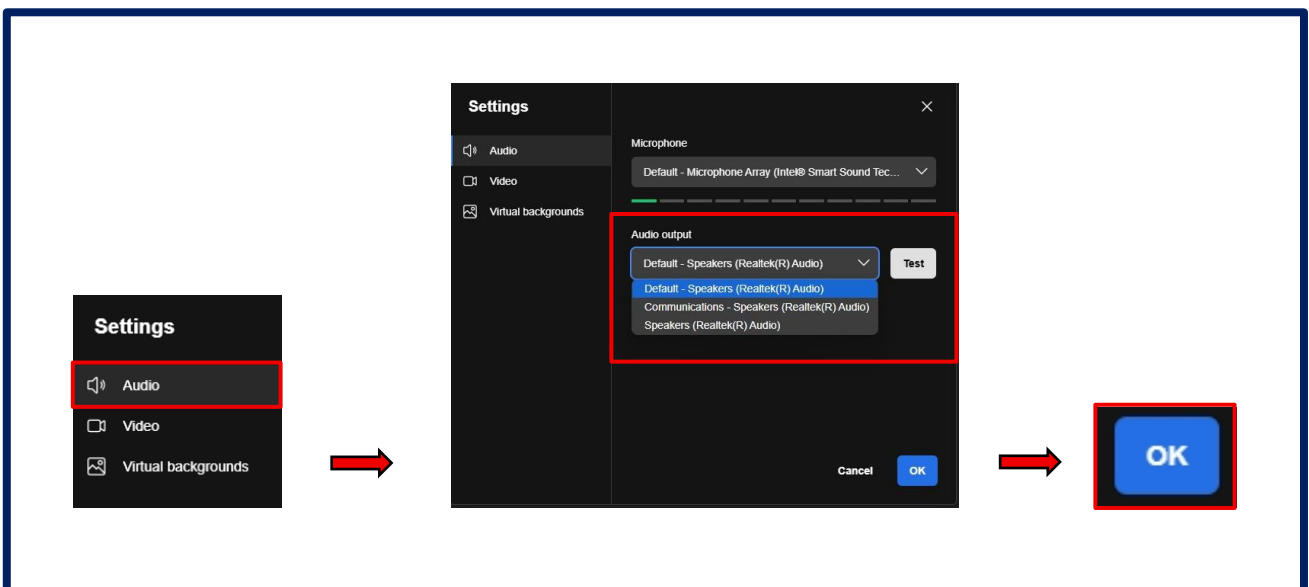 Settings
Audio
Video
Virtual backgrounds
Settings
Audio
Video
Virtual backgrounds
Microphone
Default - Microphone Array (Intel® Smart Sound Tec...
Audio output
Default - Speakers (Realtek(R) Audio)
Test
Default - Speakers (Realtek(R) Audio)
Communications - Speakers (Realtek(R) Audio)
Speakers (Realtek(R) Audio)
Cancel
OK
OK